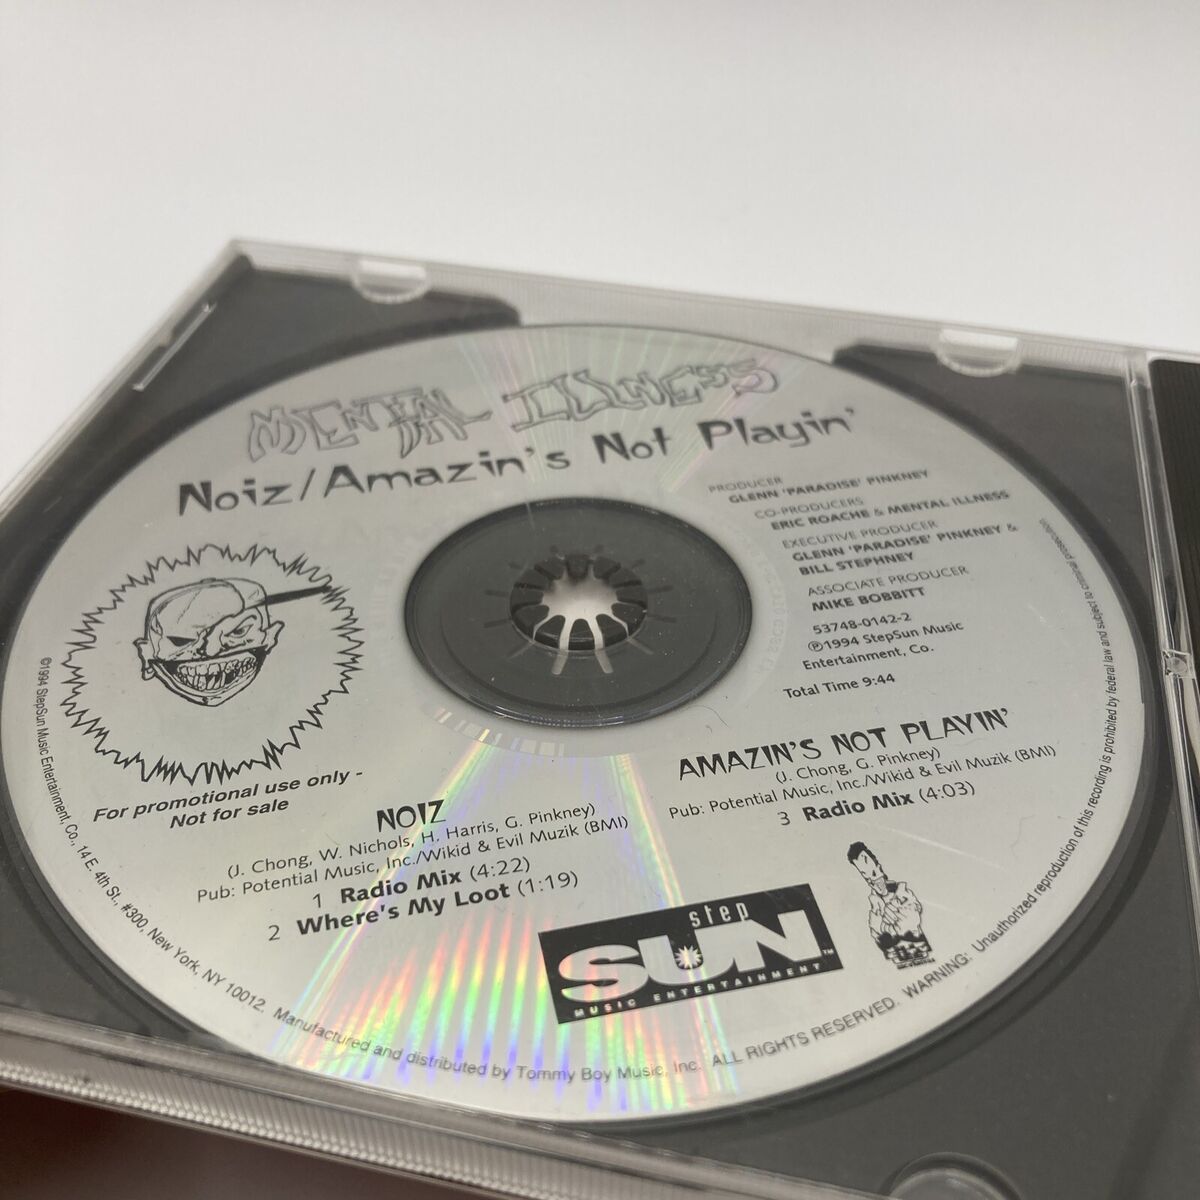 MENTAL ILLNESS
Noiz/Amazin's Not Playin'
PRODUCER
GLENN 'PARADISE' PINKNEY
CO-PRODUCERS
ERIC ROACHE & MENTAL ILLNESS
EXECUTIVE PRODUCER
GLENN 'PARADISE' PINKNEY &
BILL STEPHNEY
ASSOCIATE PRODUCER
MIKE BOBBITT
53748-0142-2
℗1994 StepSun Music
Entertainment, Co.
Total Time 9:44
For promotional use only -
Not for sale
NOIZ
(J. Chong, W. Nichols, H. Harris, G. Pinkney)
Pub: Potential Music, Inc./Wikid & Evil Muzik (BMI)
1 Radio Mix (4:22)
2 Where's My Loot (1:19)
AMAZIN'S NOT PLAYIN'
(J. Chong, G. Pinkney)
Pub: Potential Music, Inc./Wikid & Evil Muzik (BMI)
3 Radio Mix (4:03)
step
SUN™
MUSIC ENTERTAINMENT
©1994 StepSun Music Entertainment, Co., 14 E. 4th St., #300, New York, NY 10012. Manufactured and distributed by Tommy Boy Music, Inc. ALL RIGHTS RESERVED. WARNING: Unauthorized reproduction of this recording is prohibited by federal law and subject to criminal prosecution